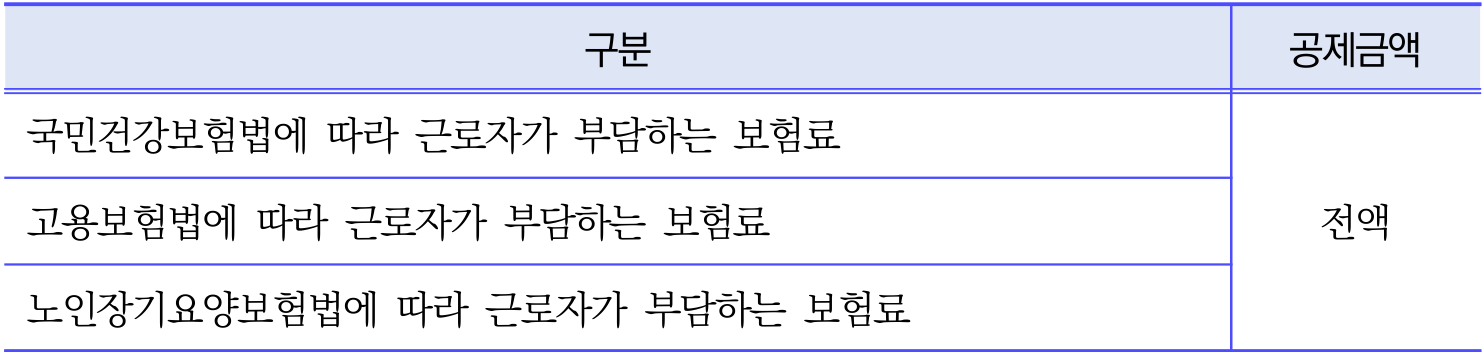 구분 공제금액
국민건강보험법에 따라 근로자가 부담하는 보험료
고용보험법에 따라 근로자가 부담하는 보험료 전액
노인장기요양보험법에 따라 근로자가 부담하는 보험료